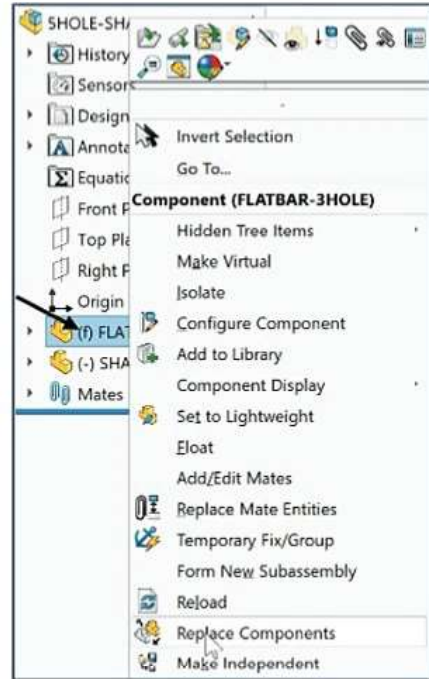 5HOLE-SHA
History
Sensors
Design
Annota
Equatio
Front P
Top Pla
Right P
Origin
(f) FLAT
(-) SHA
Mates
Invert Selection
Go To...
Component (FLATBAR-3HOLE)
Hidden Tree Items
Make Virtual
Isolate
Configure Component
Add to Library
Component Display
Set to Lightweight
Float
Add/Edit Mates
Replace Mate Entities
Temporary Fix/Group
Form New Subassembly
Reload
Replace Components
Make Independent